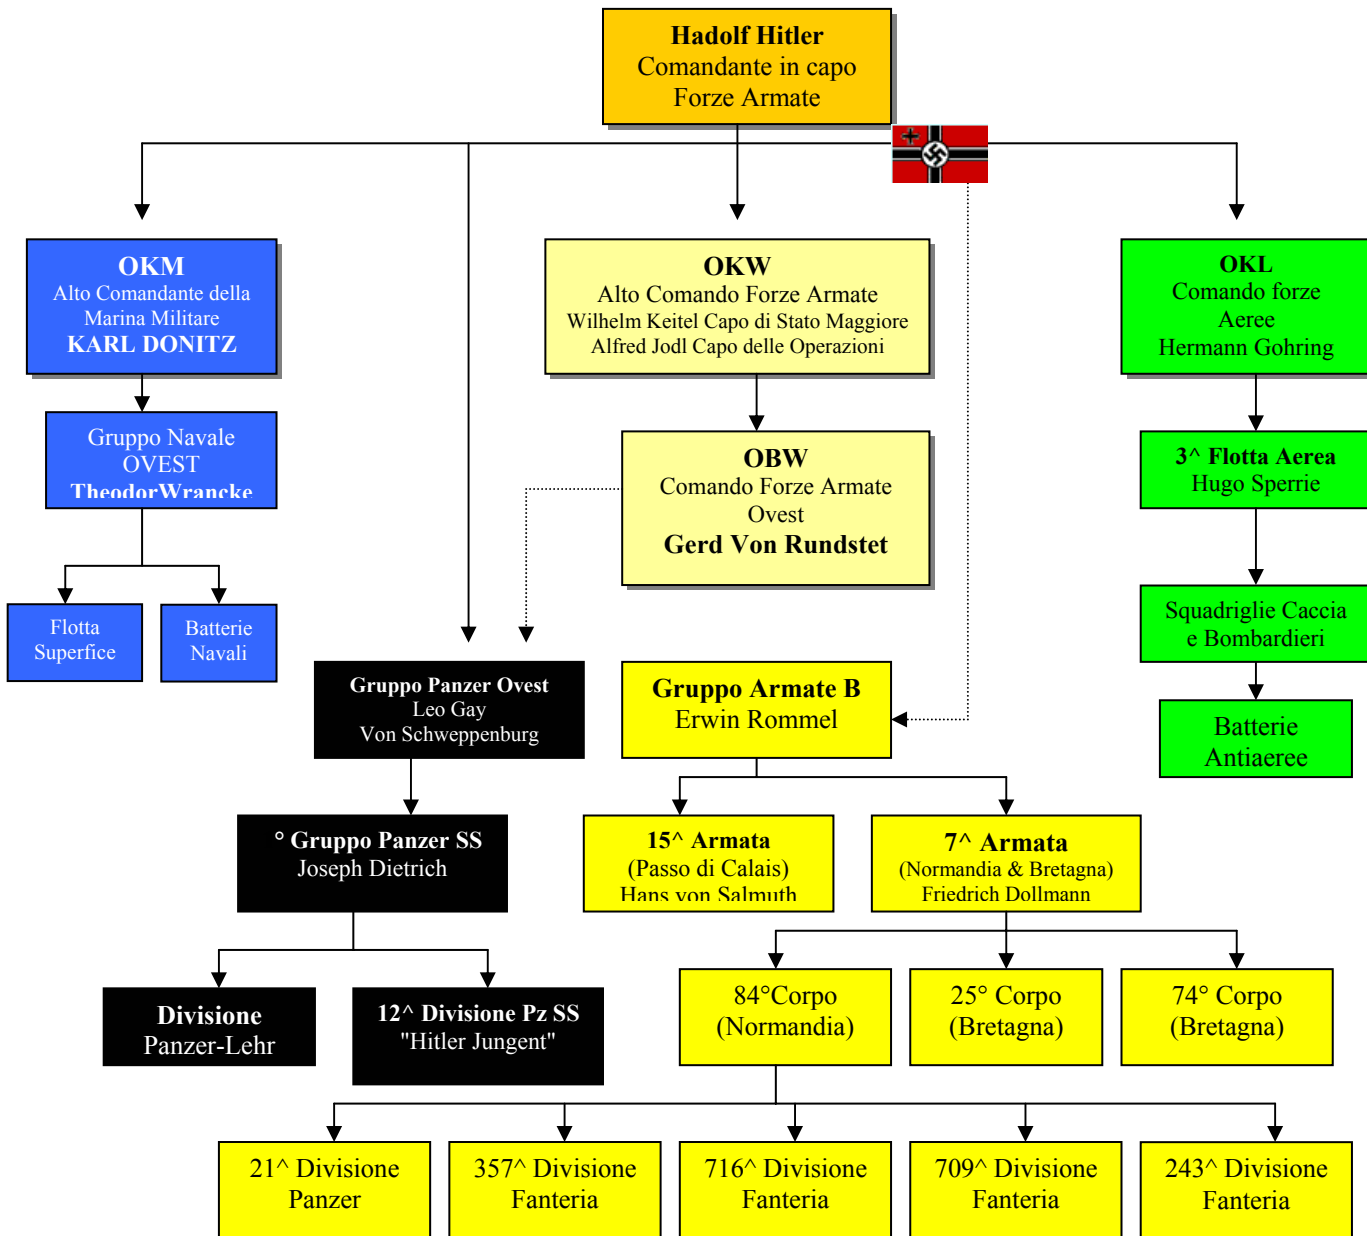 Hadolf Hitler
Comandante in capo
Forze Armate
OKM
Alto Comandante della
Marina Militare
KARL DONITZ
OKW
Alto Comando Forze Armate
Wilhelm Keitel Capo di Stato Maggiore
Alfred Jodl Capo delle Operazioni
OKL
Comando forze
Aeree
Hermann Gohring
Gruppo Navale
OVEST
TheodorWrancke
OBW
Comando Forze Armate
Ovest
Gerd Von Rundstet
3^ Flotta Aerea
Hugo Sperrie
Flotta
Superfice
Batterie
Navali
Squadriglie Caccia
e Bombardieri
Gruppo Panzer Ovest
Leo Gay
Von Schweppenburg
Gruppo Armate B
Erwin Rommel
Batterie
Antiaeree
° Gruppo Panzer SS
Joseph Dietrich
15^ Armata
(Passo di Calais)
Hans von Salmuth
7^ Armata
(Normandia & Bretagna)
Friedrich Dollmann
Divisione
Panzer-Lehr
12^ Divisione Pz SS
"Hitler Jungent"
84°Corpo
(Normandia)
25° Corpo
(Bretagna)
74° Corpo
(Bretagna)
21^ Divisione
Panzer
357^ Divisione
Fanteria
716^ Divisione
Fanteria
709^ Divisione
Fanteria
243^ Divisione
Fanteria